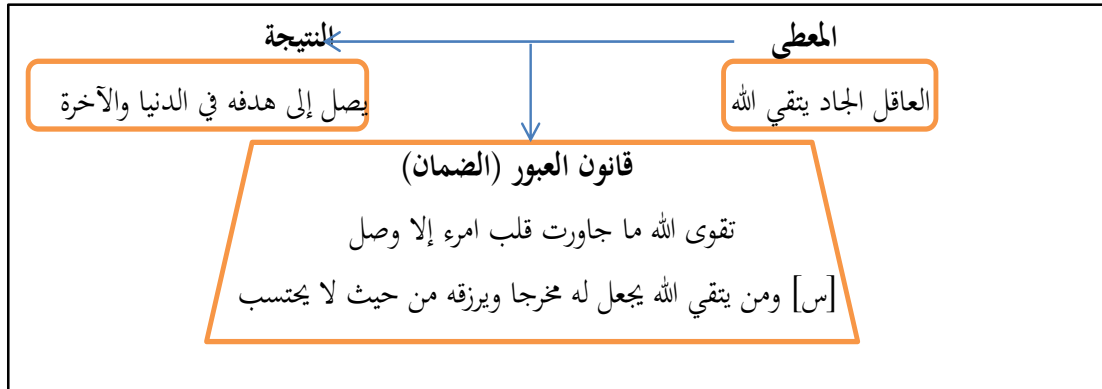 المعطى
النتيجة
العاقل الجاد يتقي الله
يصل إلى هدفه في الدنيا والآخرة
قانون العبور (الضمان)
تقوى الله ما جاورت قلب امرء إلا وصل
[س] ومن يتقي الله يجعل له مخرجا ويرزقه من حيث لا يحتسب